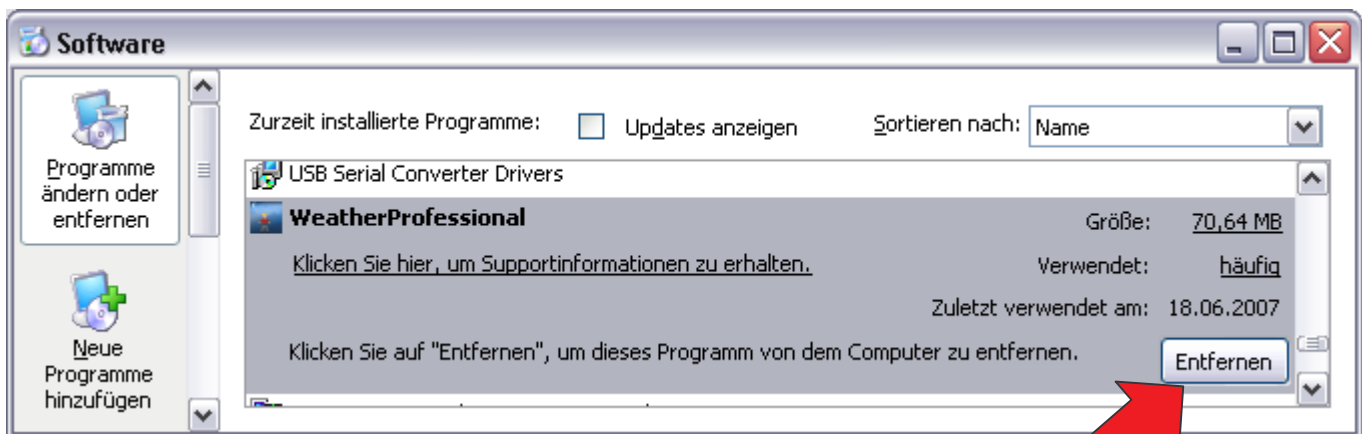 Software
Programme
ändern oder
entfernen
Neue
Programme
hinzufügen
Zurzeit installierte Programme:
Updates anzeigen
Sortieren nach:
Name
USB Serial Converter Drivers
WeatherProfessional
Größe:
70,64 MB
Klicken Sie hier, um Supportinformationen zu erhalten.
Verwendet:
häufig
Zuletzt verwendet am:
18.06.2007
Klicken Sie auf "Entfernen", um dieses Programm von dem Computer zu entfernen.
Entfernen